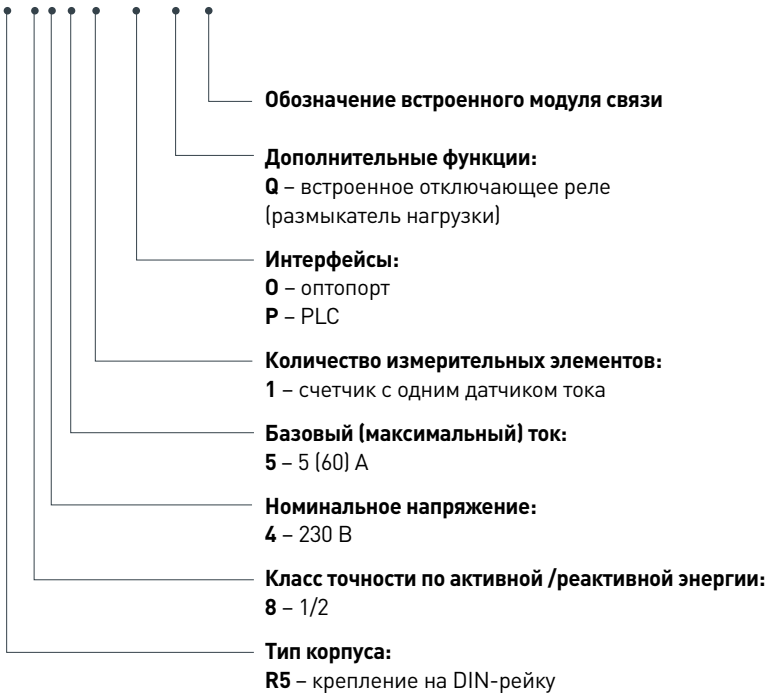 Обозначение встроенного модуля связи
Дополнительные функции:
Q – встроенное отключающее реле
(размыкатель нагрузки)
Интерфейсы:
O – оптопорт
P – PLC
Количество измерительных элементов:
1 – счетчик с одним датчиком тока
Базовый (максимальный) ток:
5 – 5 (60) А
Номинальное напряжение:
4 – 230 В
Класс точности по активной /реактивной энергии:
8 – 1/2
Тип корпуса:
R5 – крепление на DIN-рейку